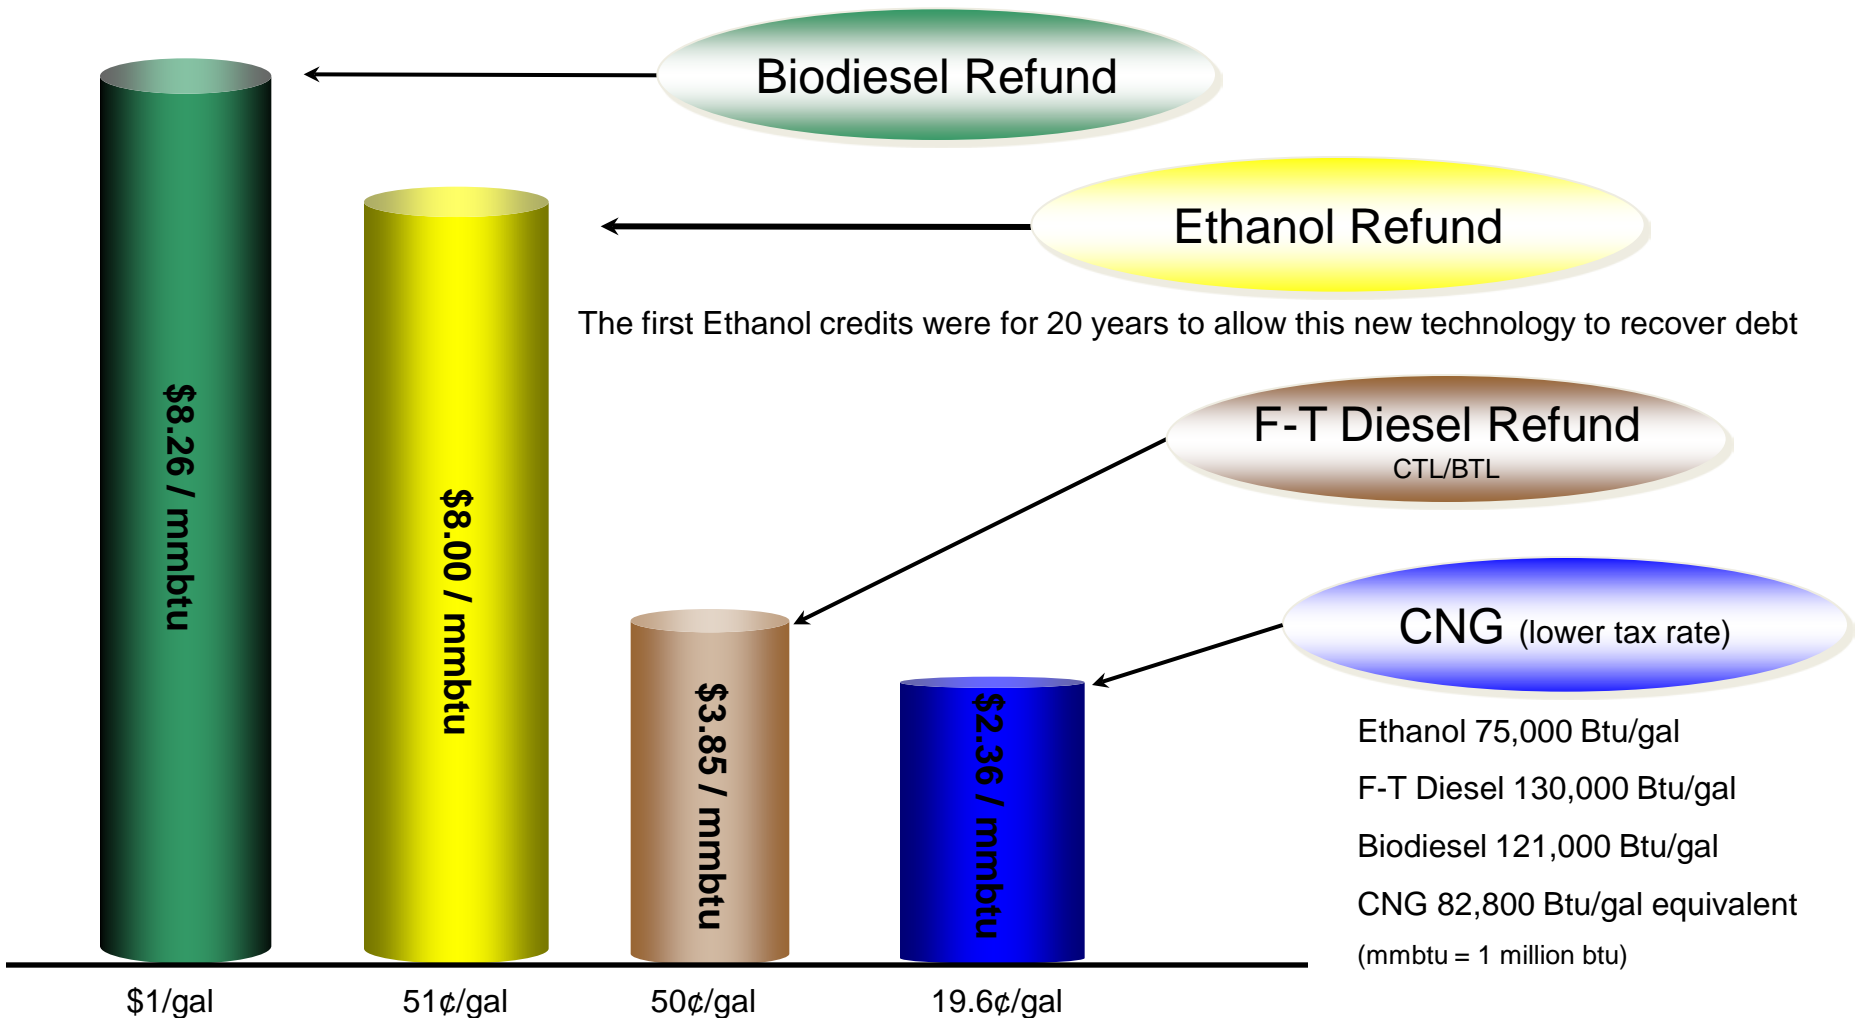 Biodiesel Refund
Ethanol Refund
The first Ethanol credits were for 20 years to allow this new technology to recover debt
F-T Diesel Refund
CTL/BTL
CNG (lower tax rate)
$8.26 / mmbtu
$8.00 / mmbtu
$3.85 / mmbtu
$2.36 / mmbtu
Ethanol 75,000 Btu/gal
F-T Diesel 130,000 Btu/gal
Biodiesel 121,000 Btu/gal
CNG 82,800 Btu/gal equivalent
(mmbtu = 1 million btu)
$1/gal
51¢/gal
50¢/gal
19.6¢/gal